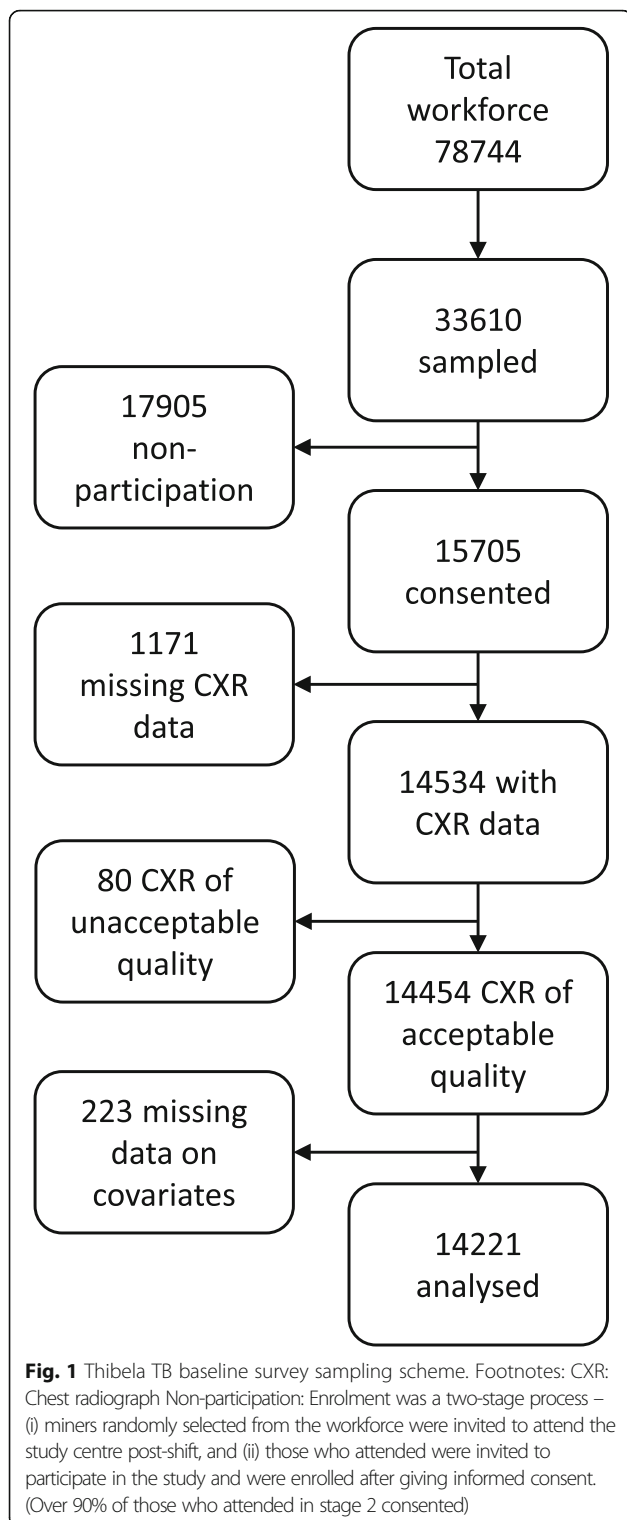 Total
workforce
78744
33610
sampled
17905
non-
participation
15705
consented
1171
missing CXR
data
14534 with
CXR data
80 CXR of
unacceptable
quality
14454 CXR of
acceptable
quality
223 missing
data on
covariates
14221
analysed
Fig. 1 Thibela TB baseline survey sampling scheme. Footnotes: CXR:
Chest radiograph Non-participation: Enrolment was a two-stage process –
(i) miners randomly selected from the workforce were invited to attend the
study centre post-shift, and (ii) those who attended were invited to
participate in the study and were enrolled after giving informed consent.
(Over 90% of those who attended in stage 2 consented)